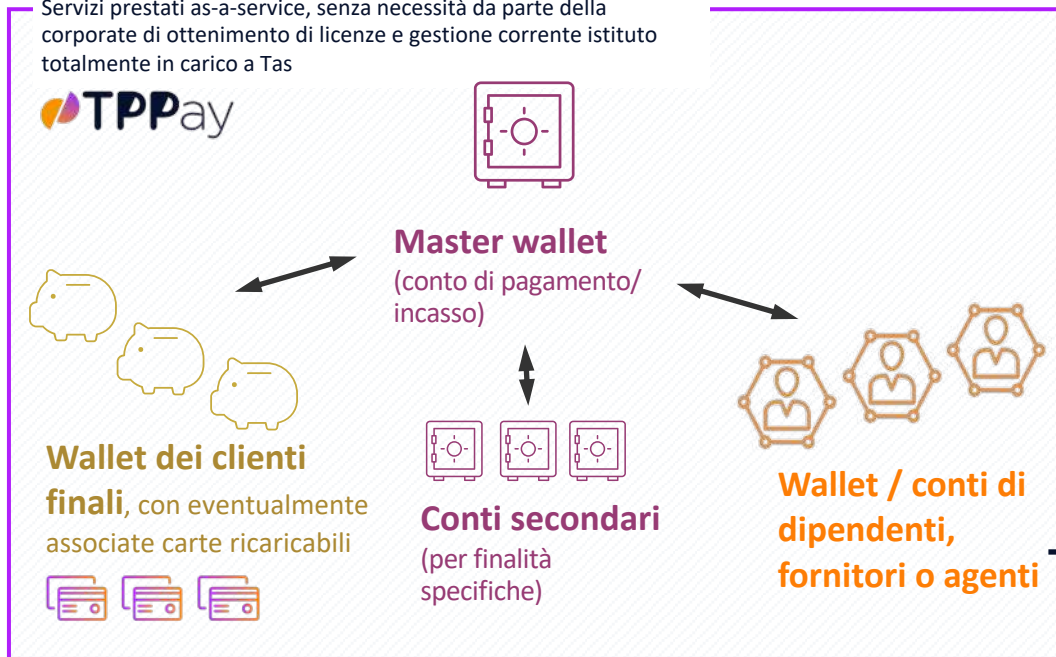 Servizi prestati as-a-service, senza necessità da parte della
corporate di ottenimento di licenze e gestione corrente istituto
totalmente in carico a Tas
TPPay
Master wallet
(conto di pagamento/
incasso)
Wallet dei clienti
finali, con eventualmente
associate carte ricaricabili
Conti secondari
(per finalità
specifiche)
Wallet / conti di
dipendenti,
fornitori o agenti